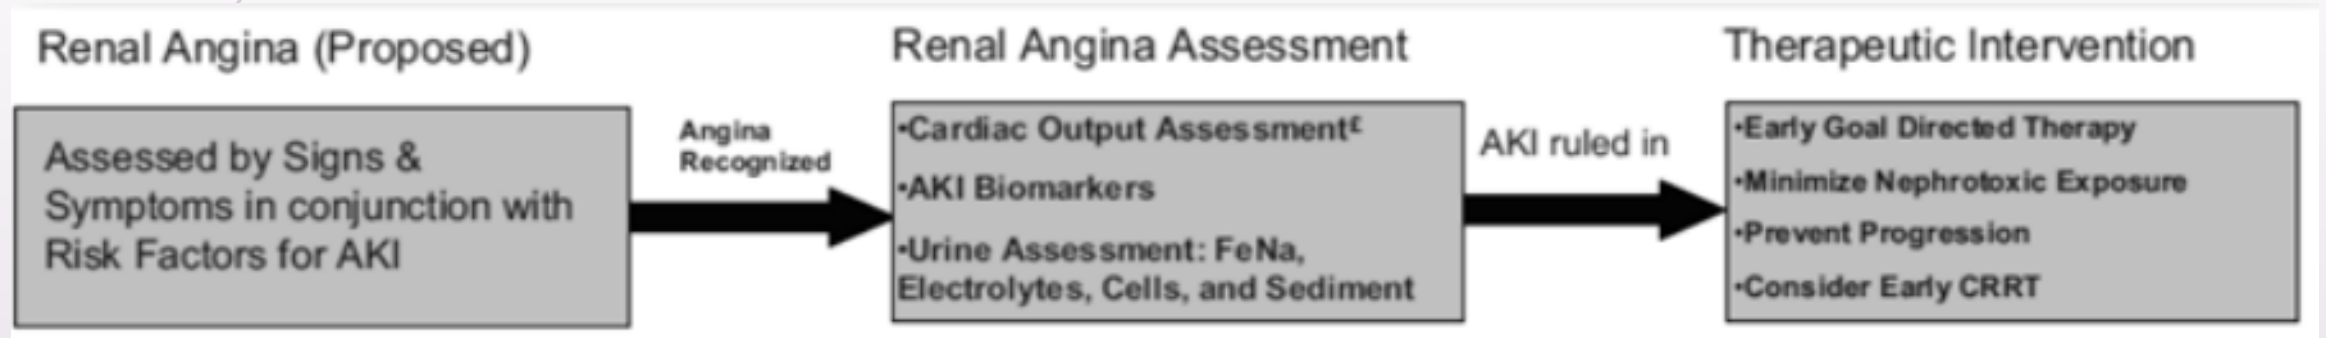 Renal Angina (Proposed)
Assessed by Signs &
Symptoms in conjunction with
Risk Factors for AKI
Angina
Recognized
Renal Angina Assessment
•Cardiac Output Assessment£
•AKI Biomarkers
•Urine Assessment: FeNa,
Electrolytes, Cells, and Sediment
AKI ruled in
Therapeutic Intervention
•Early Goal Directed Therapy
•Minimize Nephrotoxic Exposure
•Prevent Progression
•Consider Early CRRT